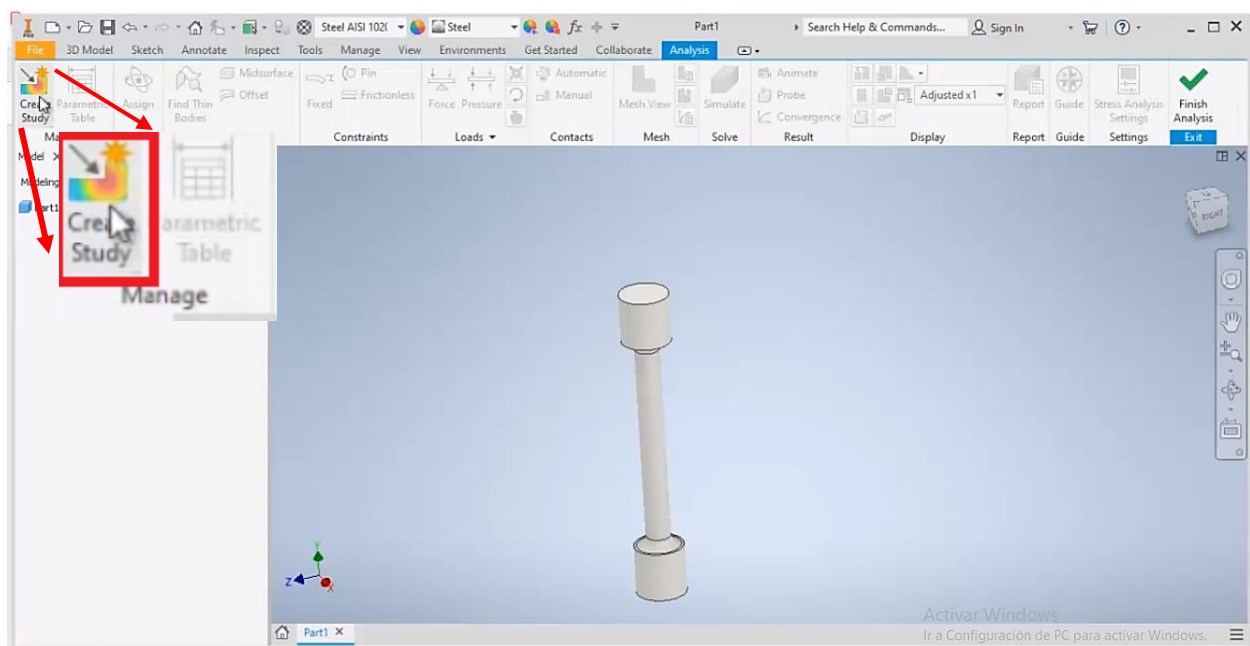 Steel AISI 102( Steel fx Part1 Search Help & Commands... Sign In
File 3D Model Sketch Annotate Inspect Tools Manage View Environments Get Started Collaborate Analysis
Midsurface Pin Automatic Animate
Offset Frictionless Manual Probe Adjusted x1
Create Parametric Assign Find Thin Fixed Force Pressure Mesh View Simulate Convergence Report Guide Stress Analysis Finish
Study Table Bodies Settings Analysis
Ma Constraints Loads Contacts Mesh Solve Result Display Report Guide Settings Exit
Model
Modeling
Part1
Create
Study
arametric
Table
Manage
RIGHT
Y
Z
X
Activar Windows
Ir a Configuración de PC para activar Windows.
Part1